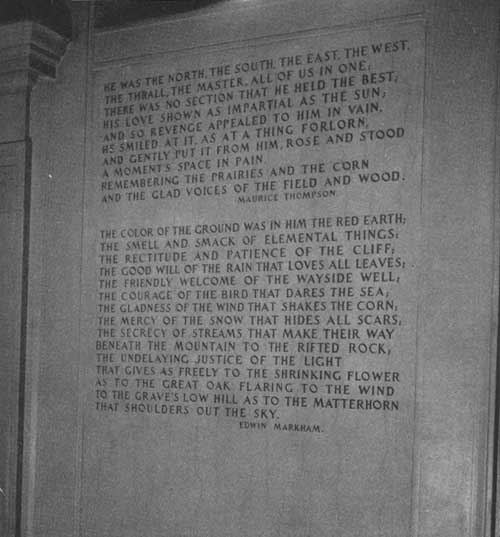 HE WAS THE NORTH, THE SOUTH, THE EAST, THE WEST,
THE THRALL, THE MASTER, ALL OF US IN ONE;
THERE WAS NO SECTION THAT HE HELD THE BEST;
HIS LOVE SHOWN AS IMPARTIAL AS THE SUN;
AND SO REVENGE APPEALED TO HIM IN VAIN,
HE SMILED AT IT, AS AT A THING FORLORN,
AND GENTLY PUT IT FROM HIM, ROSE AND STOOD
A MOMENT'S SPACE IN PAIN,
REMEMBERING THE PRAIRIES AND THE CORN
AND THE GLAD VOICES OF THE FIELD AND WOOD.
MAURICE THOMPSON.
THE COLOR OF THE GROUND WAS IN HIM THE RED EARTH;
THE SMELL AND SMACK OF ELEMENTAL THINGS:
THE RECTITUDE AND PATIENCE OF THE CLIFF;
THE GOOD WILL OF THE RAIN THAT LOVES ALL LEAVES;
THE FRIENDLY WELCOME OF THE WAYSIDE WELL;
THE COURAGE OF THE BIRD THAT DARES THE SEA;
THE GLADNESS OF THE WIND THAT SHAKES THE CORN;
THE MERCY OF THE SNOW THAT HIDES ALL SCARS;
THE SECRECY OF STREAMS THAT MAKE THEIR WAY
BENEATH THE MOUNTAIN TO THE RIFTED ROCK;
THE UNDELAYING JUSTICE OF THE LIGHT
THAT GIVES AS FREELY TO THE SHRINKING FLOWER
AS TO THE GREAT OAK FLARING TO THE WIND
TO THE GRAVE'S LOW HILL AS TO THE MATTERHORN
THAT SHOULDERS OUT THE SKY.
EDWIN MARKHAM.